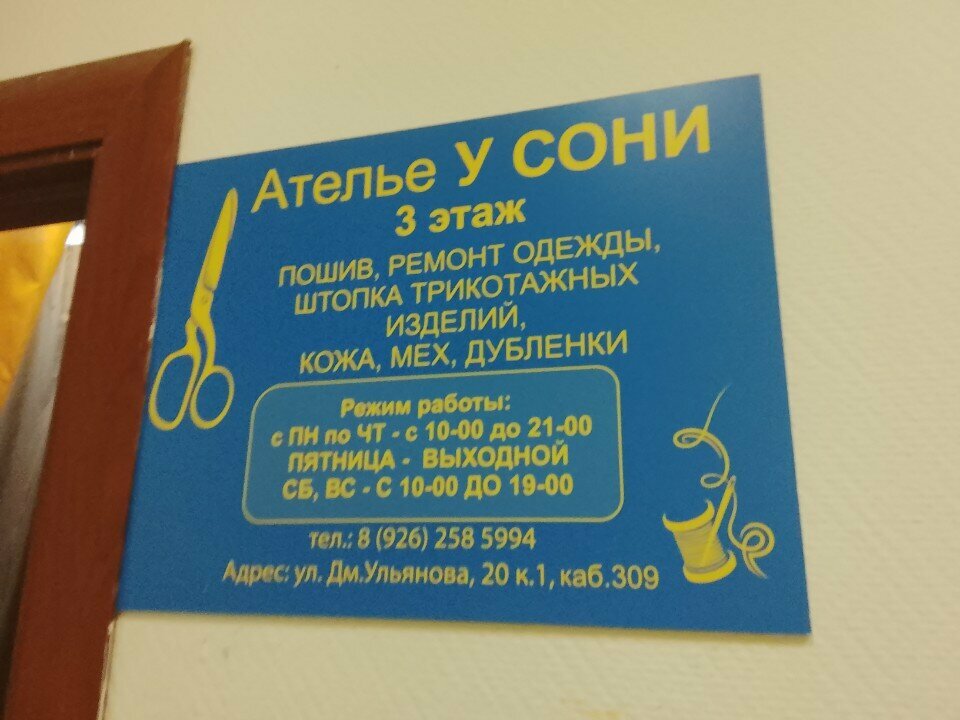 Ателье У СОНИ
3 этаж
ПОШИВ, РЕМОНТ ОДЕЖДЫ,
ШТОПКА ТРИКОТАЖНЫХ
ИЗДЕЛИЙ,
КОЖА, МЕХ, ДУБЛЕНКИ
Режим работы:
с ПН по ЧТ - с 10-00 до 21-00
ПЯТНИЦА - ВЫХОДНОЙ
СБ, ВС - С 10-00 ДО 19-00
тел.: 8 (926) 258 5994
Адрес: ул. Дм.Ульянова, 20 к.1, каб.309